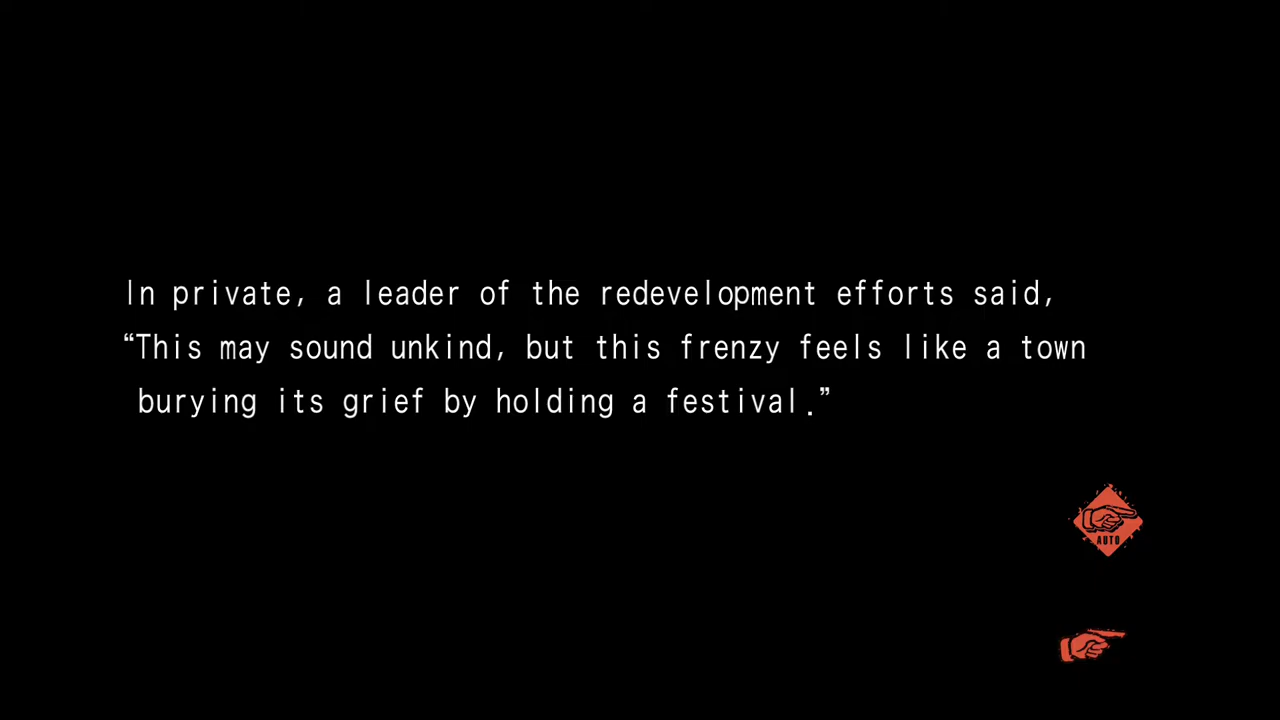 In private, a leader of the redevelopment efforts said,
“This may sound unkind, but this frenzy feels like a town
burying its grief by holding a festival.”
AUTO